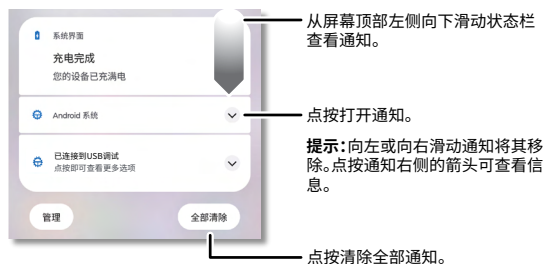 系统界面
充电完成
您的设备已充满电
Android 系统
已连接到USB调试
点按即可查看更多选项
管理
全部清除
从屏幕顶部左侧向下滑动状态栏
查看通知。
点按打开通知。
提示:向左或向右滑动通知将其移
除。点按通知右侧的箭头可查看信
息。
点按清除全部通知。